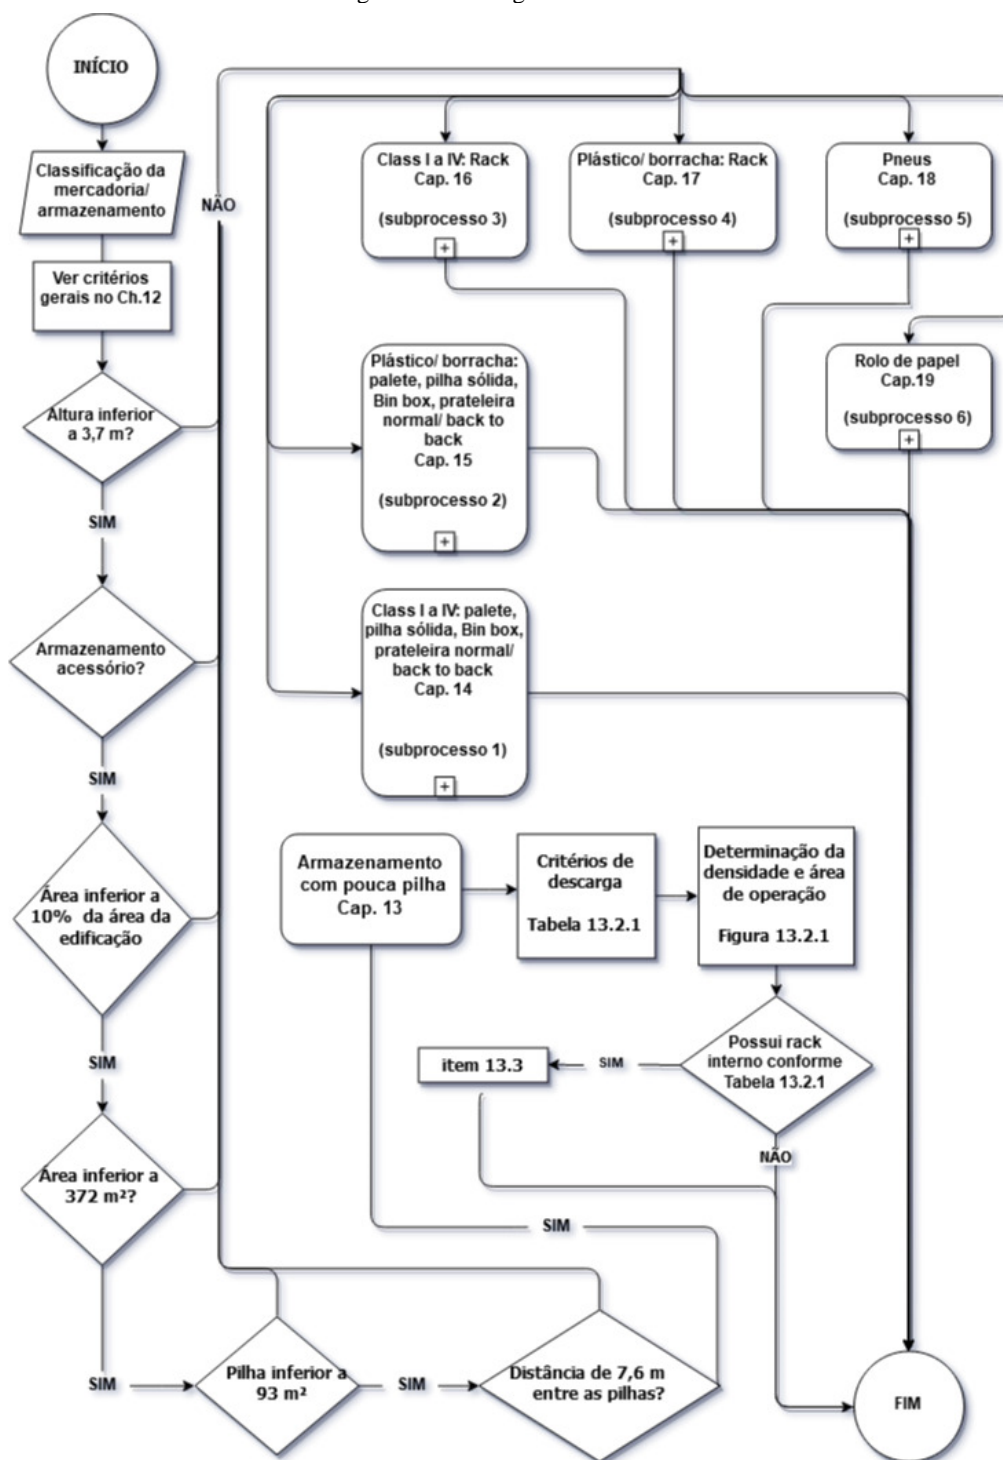 INÍCIO
Classificação da
mercadoria/
armazenamento
NÃO
Ver critérios
gerais no Ch.12
Altura inferior
a 3,7 m?
SIM
Armazenamento
acessório?
SIM
Área inferior a
10% da área da
edificação
SIM
Área inferior a
372 m²?
SIM
Pilha inferior a
93 m²
SIM
Distância de 7,6 m
entre as pilhas?
SIM
Class I a IV: Rack
Cap. 16
(subprocesso 3)
+
Plástico/ borracha: Rack
Cap. 17
(subprocesso 4)
+
Pneus
Cap. 18
(subprocesso 5)
+
Plástico/ borracha:
palete, pilha sólida,
Bin box, prateleira
normal/ back to
back
Cap. 15
(subprocesso 2)
+
Rolo de papel
Cap.19
(subprocesso 6)
+
Class I a IV: palete,
pilha sólida, Bin box,
prateleira normal/
back to back
Cap. 14
(subprocesso 1)
+
Armazenamento
com pouca pilha
Cap. 13
Critérios de
descarga
Tabela 13.2.1
Determinação da
densidade e área
de operação
Figura 13.2.1
Possui rack
interno conforme
Tabela 13.2.1
SIM
item 13.3
NÃO
FIM